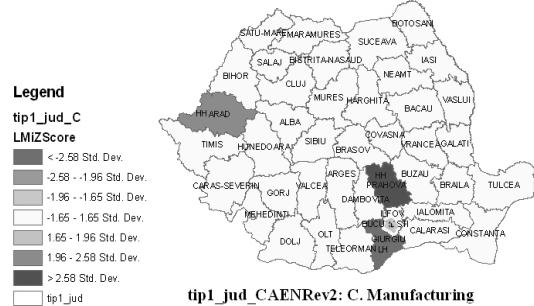 BOTOSANI
SATU-MARE MARAMURES
SUCEAVA
BISTRITA-NASAUD
IASI
SALAJ
BIHOR
CLUJ
NEAMT
MURES
HARGHITA
VASLUI
BACAU
HH ARAD
ALBA
COVASNA
TIMIS
HUNEDOARA
SIBIU
BRASOV
VRANCEA
GALATI
HH
CARAS-SEVERIN
GORJ
VALCEA
ARGES
PRAHOVA
BUZAU
BRAILA
TULCEA
DAMBOVITA
MEHEDINTI
ILFOV
IALOMITA
CALARASI
CONSTANTA
DOLJ
OLT
TELEORMAN
GIURGIU
LH
Legend
tip1_jud_C
LMiZScore
< -2.58 Std. Dev.
-2.58 - -1.96 Std. Dev.
-1.96 - -1.65 Std. Dev.
-1.65 - 1.65 Std. Dev.
1.65 - 1.96 Std. Dev.
1.96 - 2.58 Std. Dev.
> 2.58 Std. Dev.
tip1_jud
tip1_jud_CAENRev2: C. Manufacturing